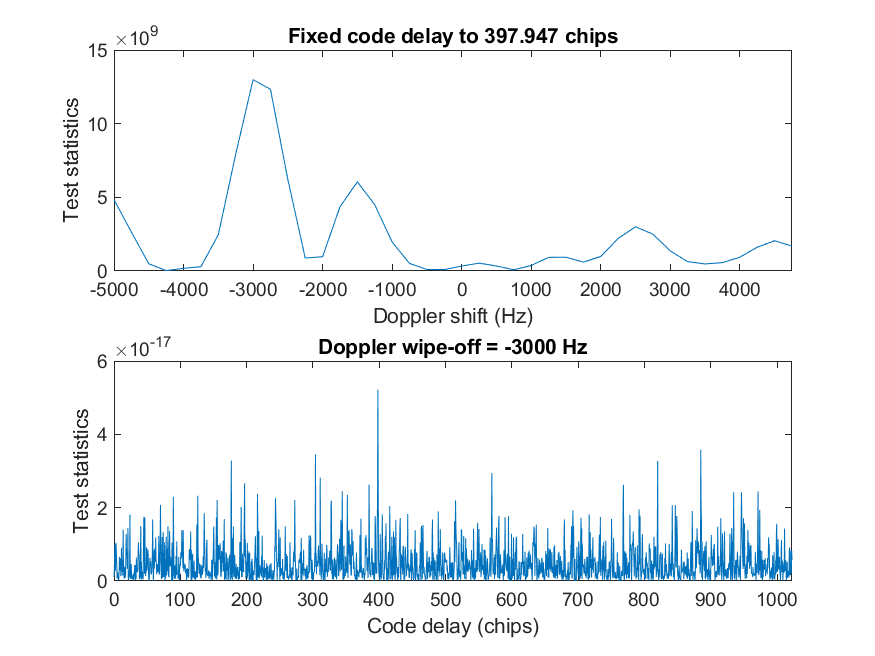 Fixed code delay to 397.947 chips
×10^9
15
10
5
0
Test statistics
-5000 -4000 -3000 -2000 -1000 0 1000 2000 3000 4000
Doppler shift (Hz)
Doppler wipe-off = -3000 Hz
×10^-17
6
4
2
0
Test statistics
0 100 200 300 400 500 600 700 800 900 1000
Code delay (chips)